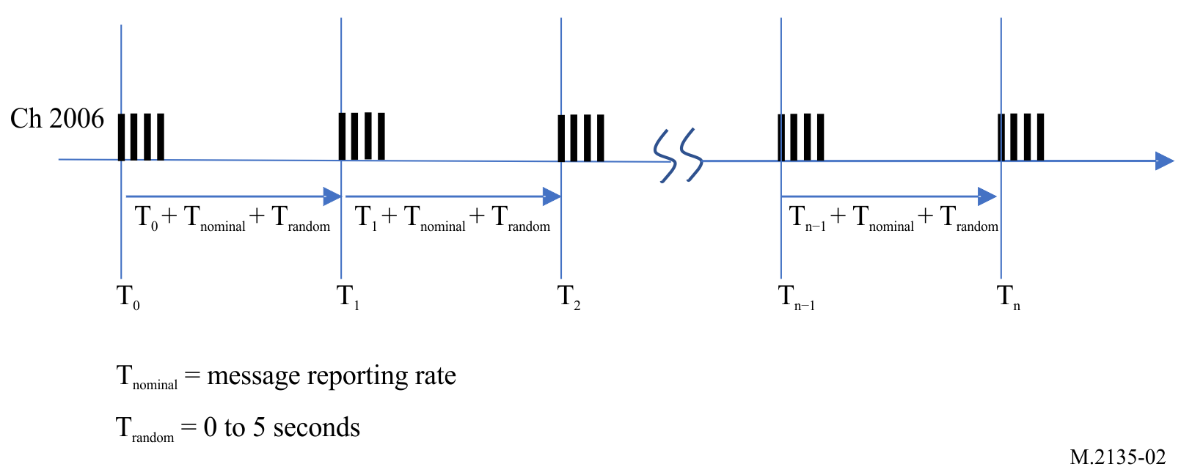 Ch 2006
T0 + Tnominal + Trandom T1 + Tnominal + Trandom Tn−1 + Tnominal + Trandom
T0 T1 T2 Tn−1 Tn
Tnominal = message reporting rate
Trandom = 0 to 5 seconds
M.2135-02